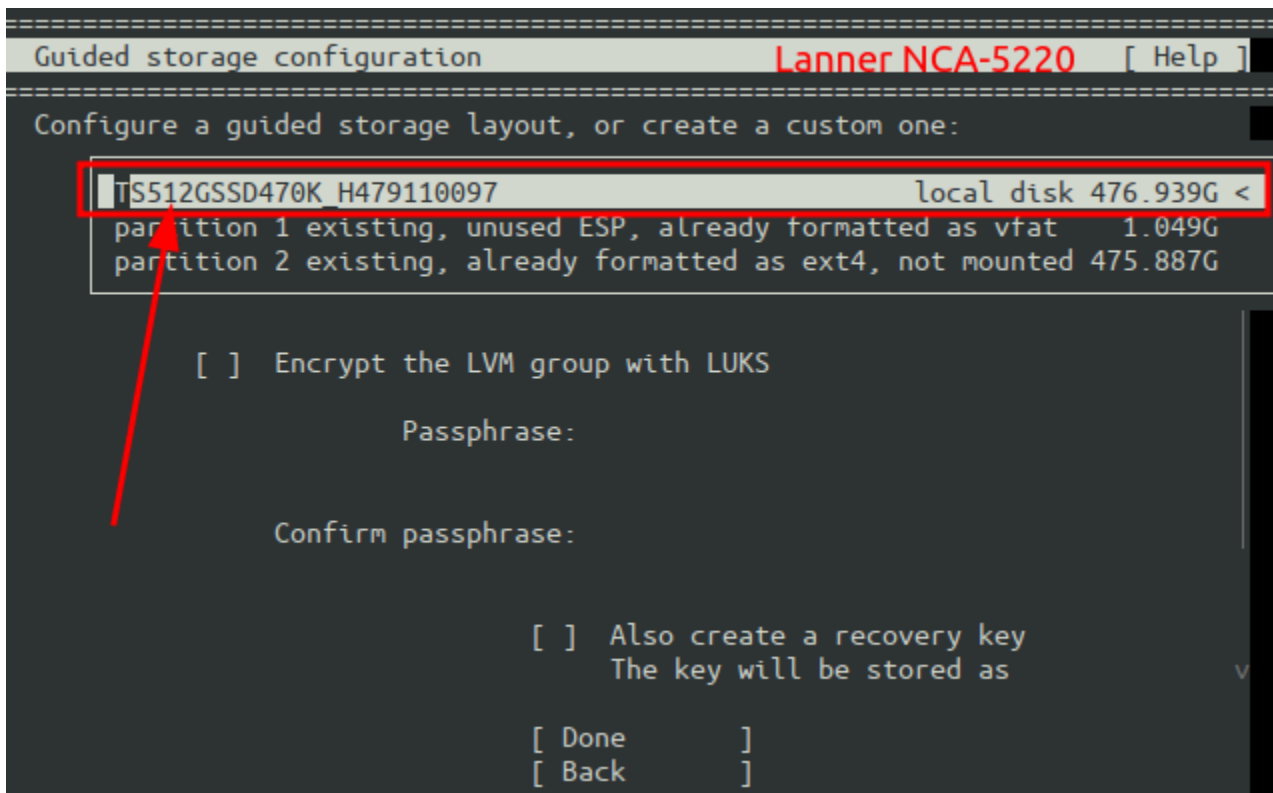 Guided storage configuration Lanner NCA-5220 [ Help ]
Configure a guided storage layout, or create a custom one:
TS512GSSD470K_H479110097 local disk 476.939G <
partition 1 existing, unused ESP, already formatted as vfat 1.049G
partition 2 existing, already formatted as ext4, not mounted 475.887G
[ ] Encrypt the LVM group with LUKS
Passphrase:
Confirm passphrase:
[ ] Also create a recovery key
The key will be stored as v
[ Done ]
[ Back ]